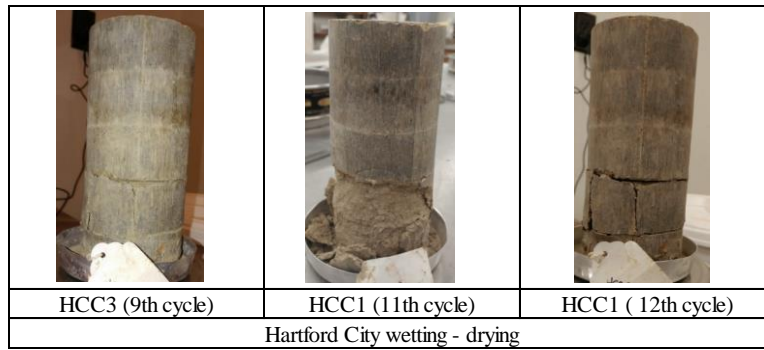 HCC3 (9th cycle)
HCC1 (11th cycle)
HCC1 ( 12th cycle)
Hartford City wetting - drying